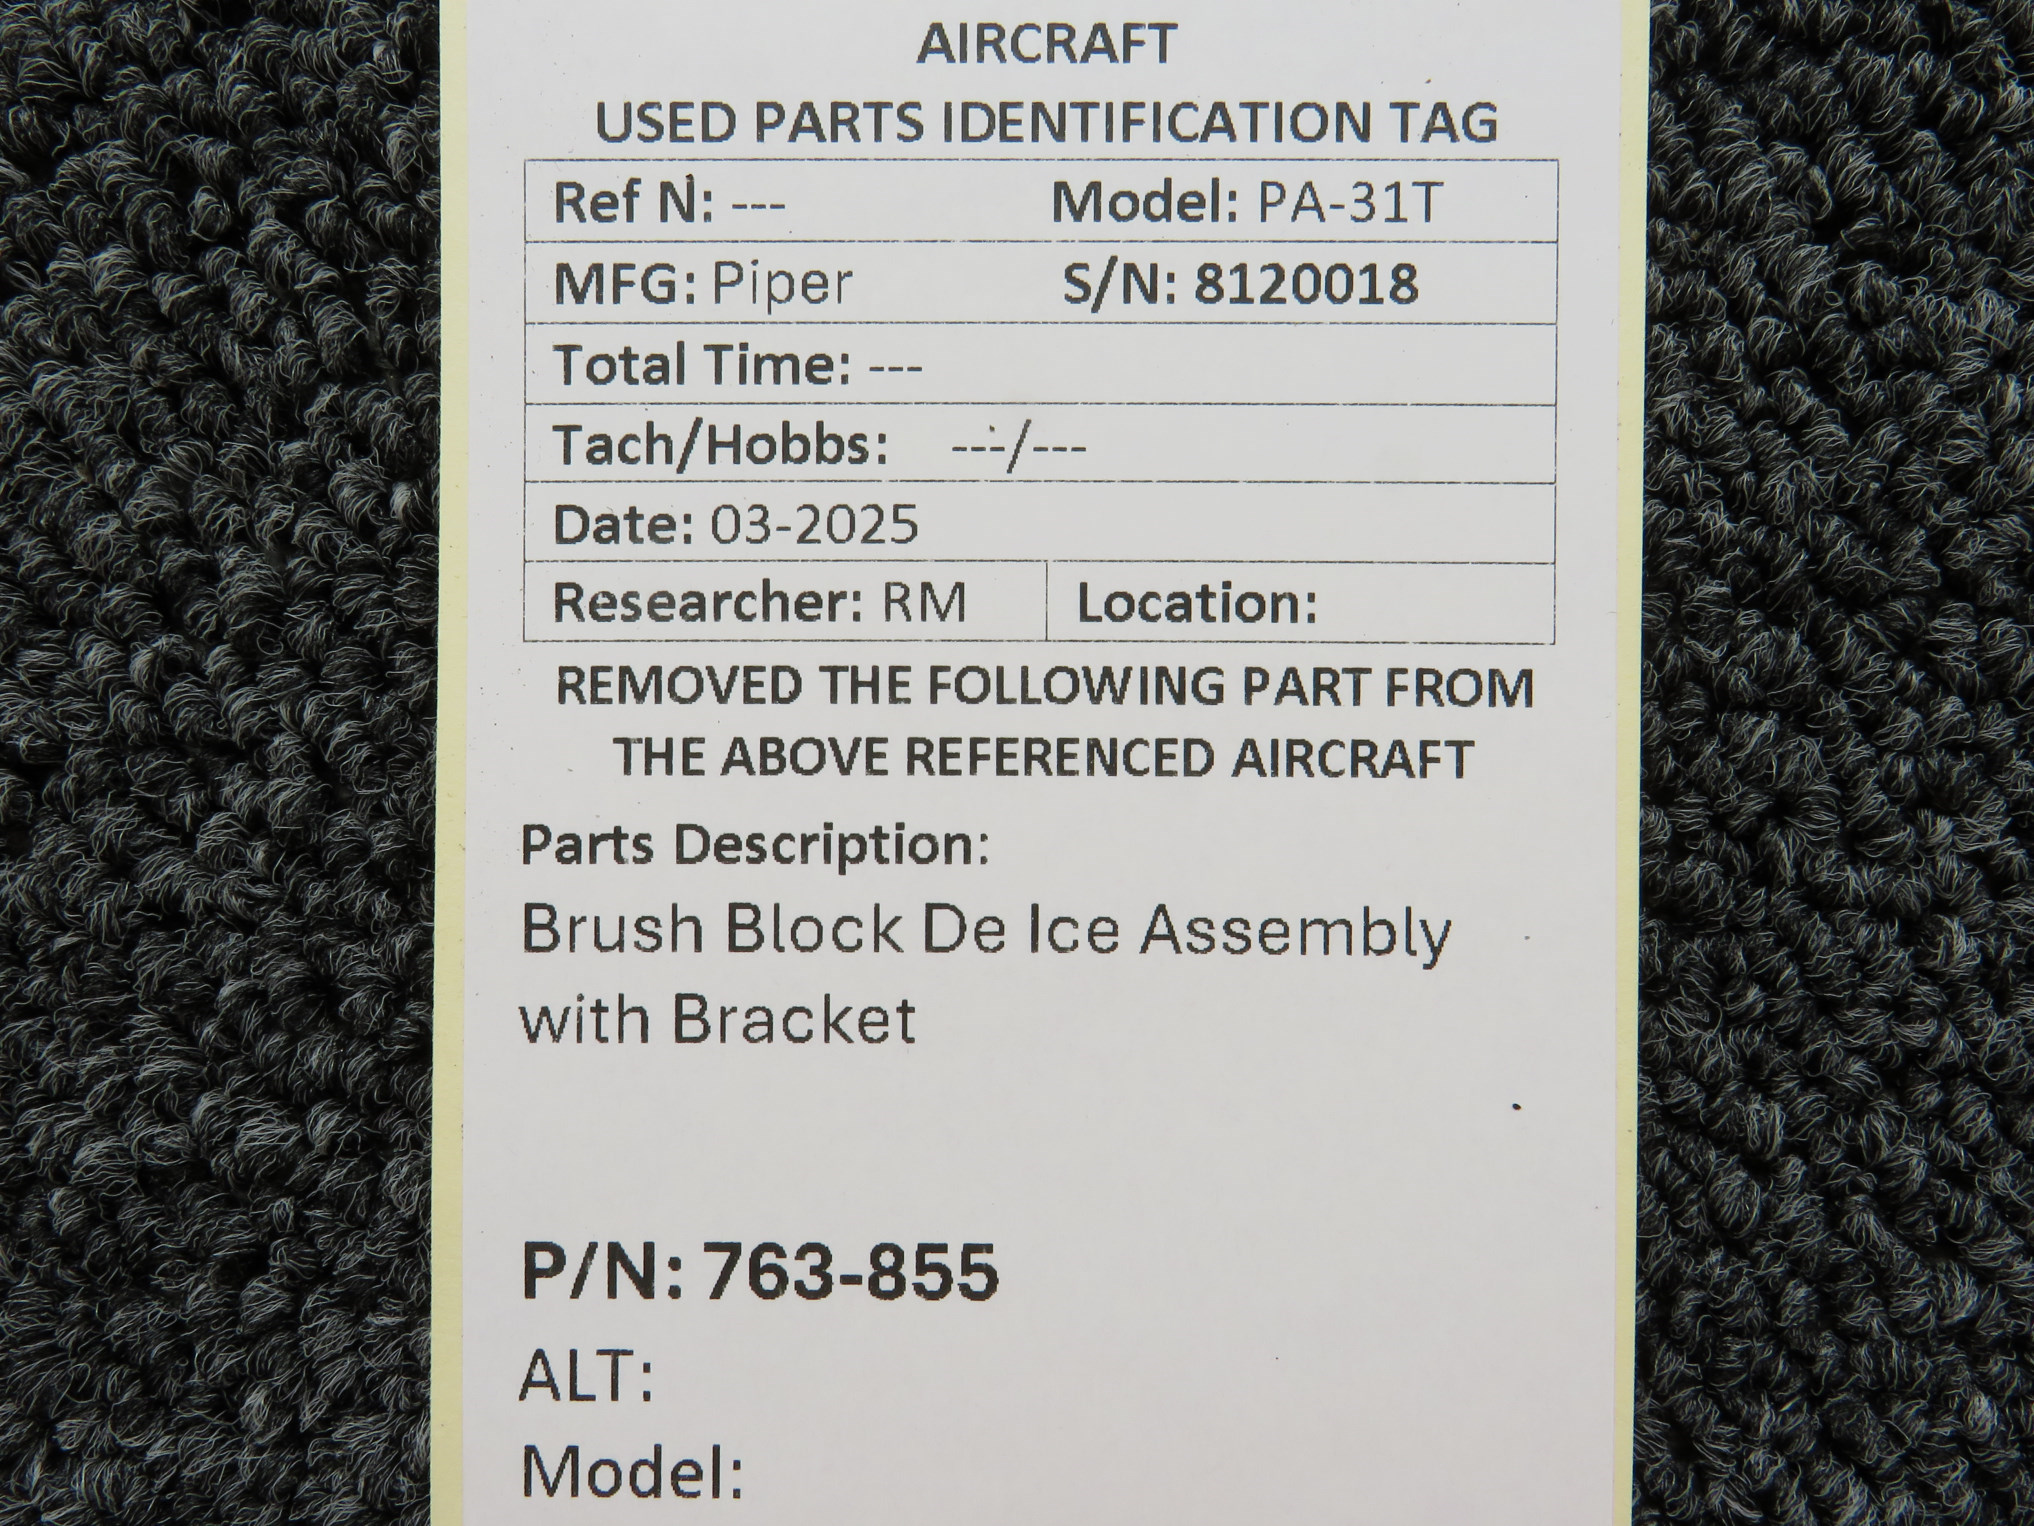 AIRCRAFT
USED PARTS IDENTIFICATION TAG
Ref N: --- Model: PA-31T
MFG: Piper S/N: 8120018
Total Time: ---
Tach/Hobbs: ---/---
Date: 03-2025
Researcher: RM Location:
REMOVED THE FOLLOWING PART FROM
THE ABOVE REFERENCED AIRCRAFT
Parts Description:
Brush Block De Ice Assembly
with Bracket
P/N: 763-855
ALT:
Model: